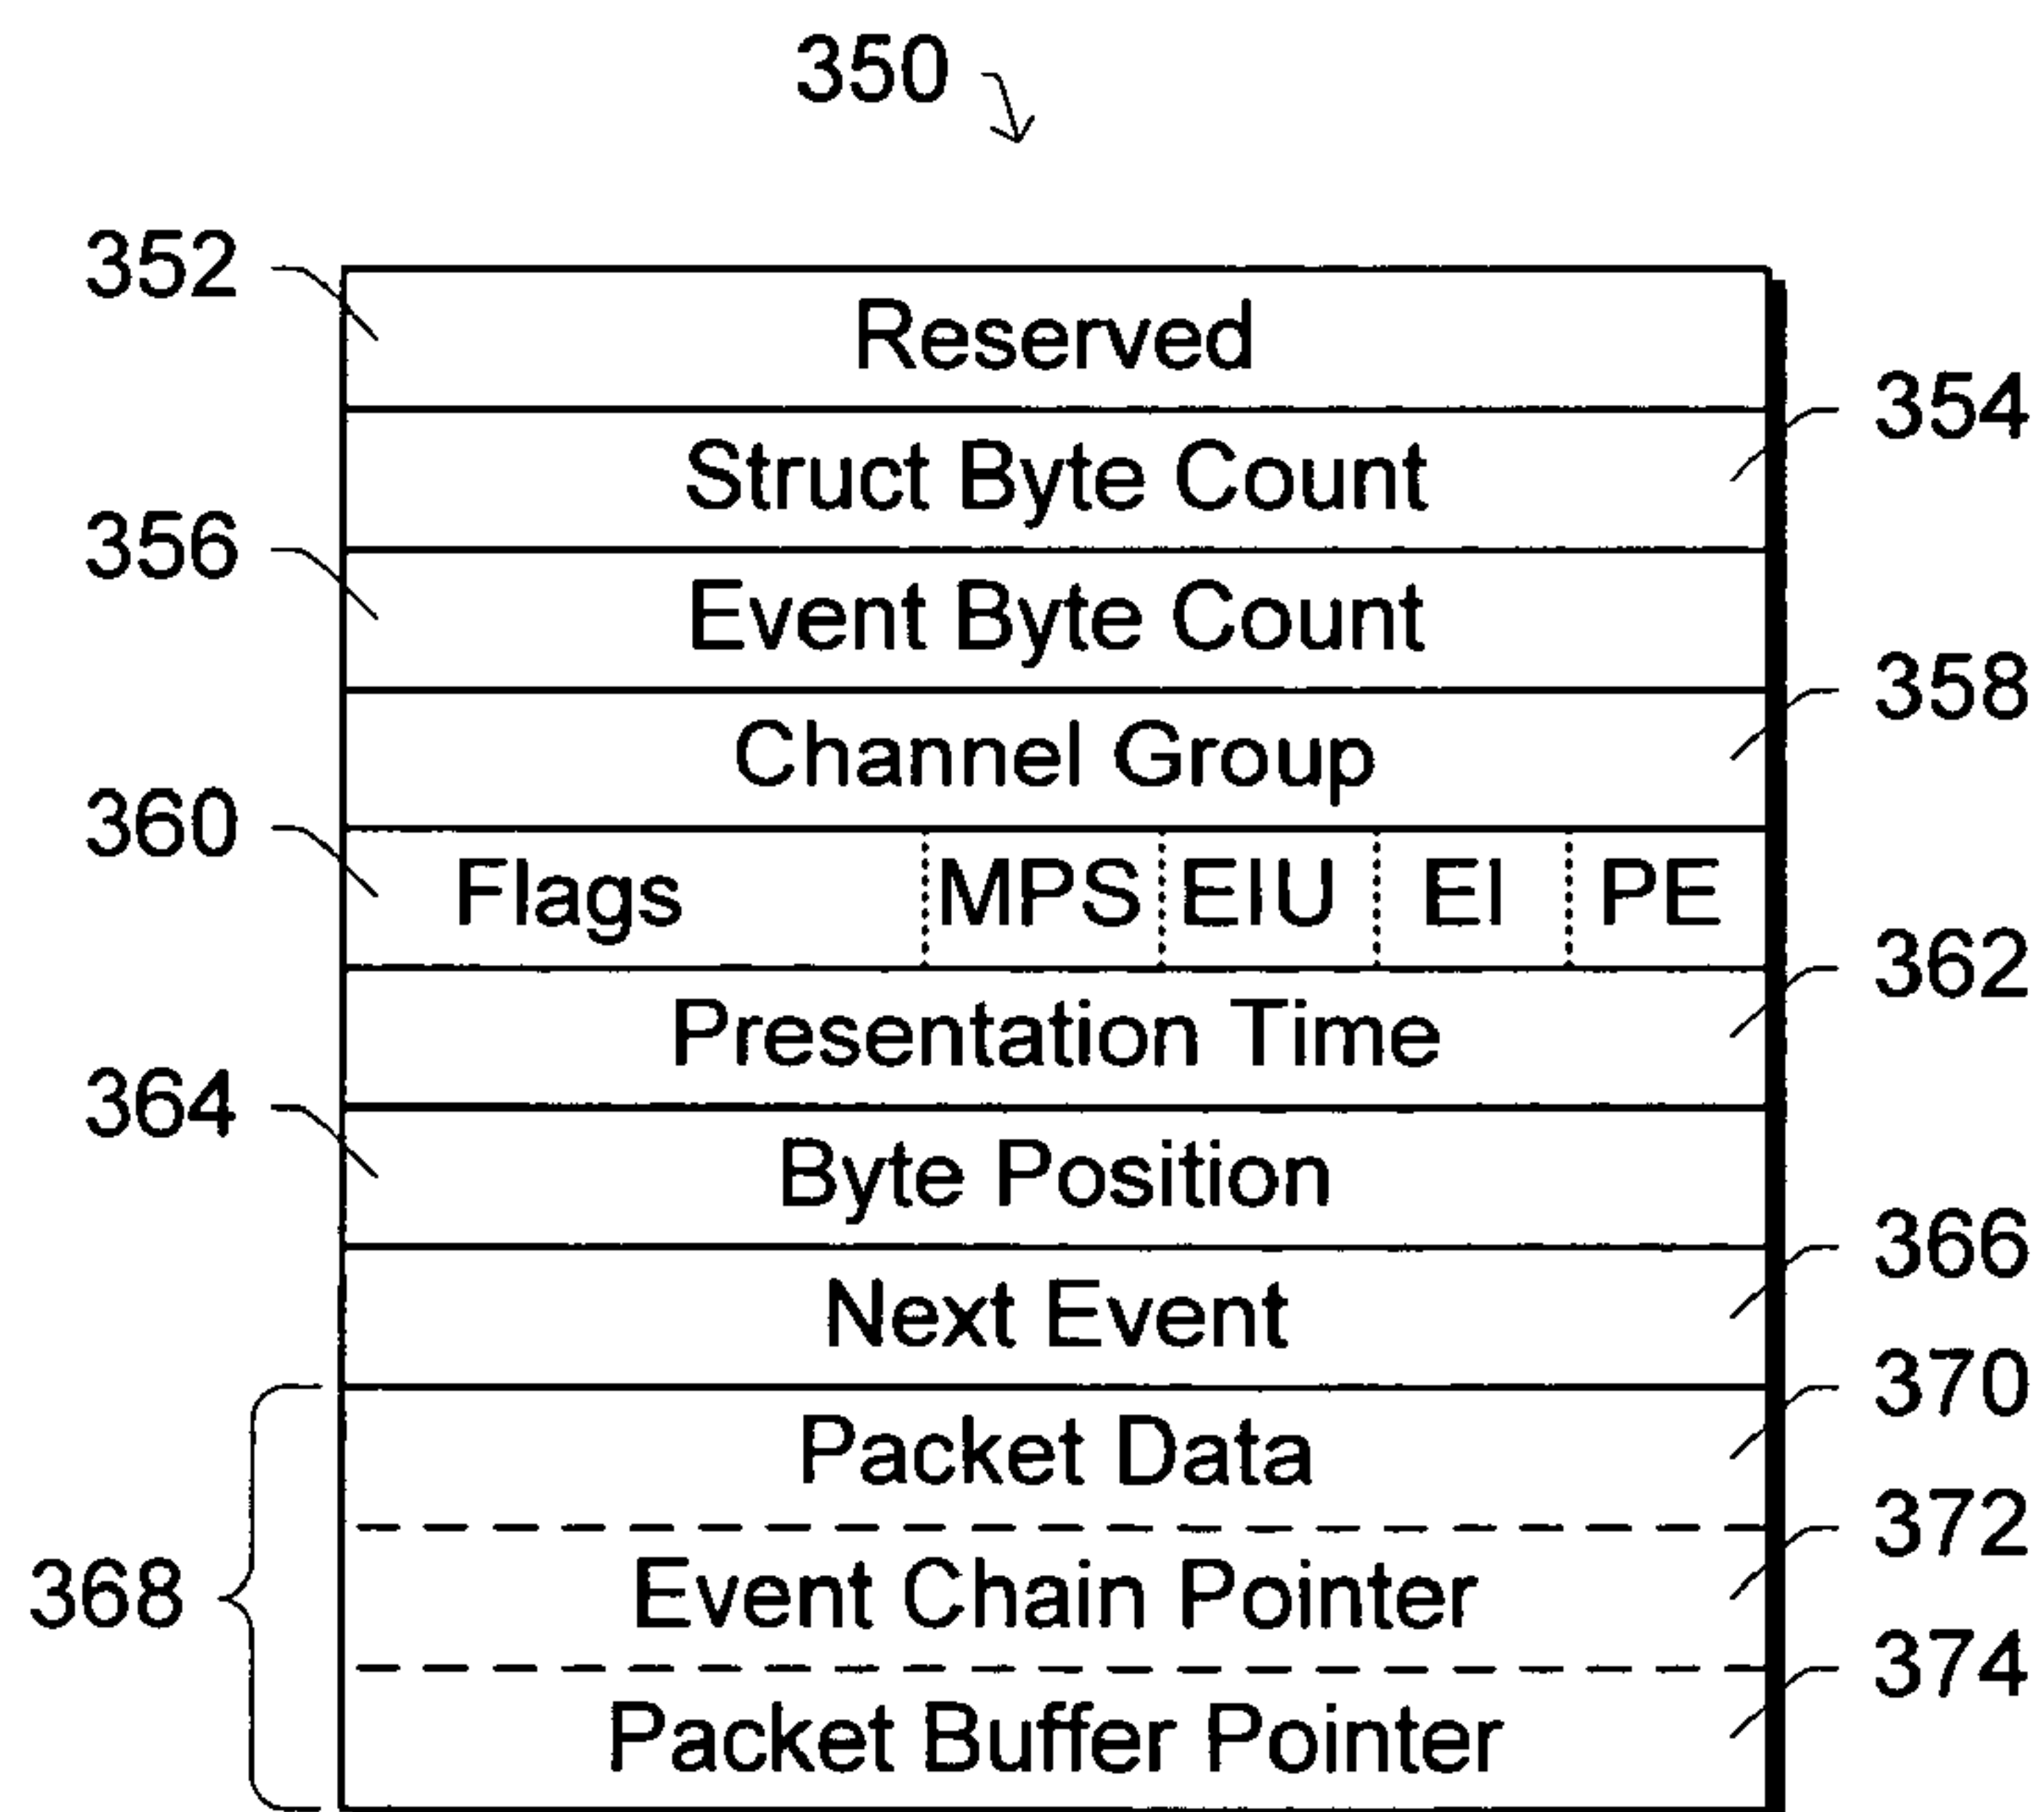 350
352
Reserved
354
Struct Byte Count
356
Event Byte Count
358
Channel Group
360
Flags MPS EIU EI PE
362
Presentation Time
364
Byte Position
366
Next Event
370
Packet Data
372
368
Event Chain Pointer
374
Packet Buffer Pointer